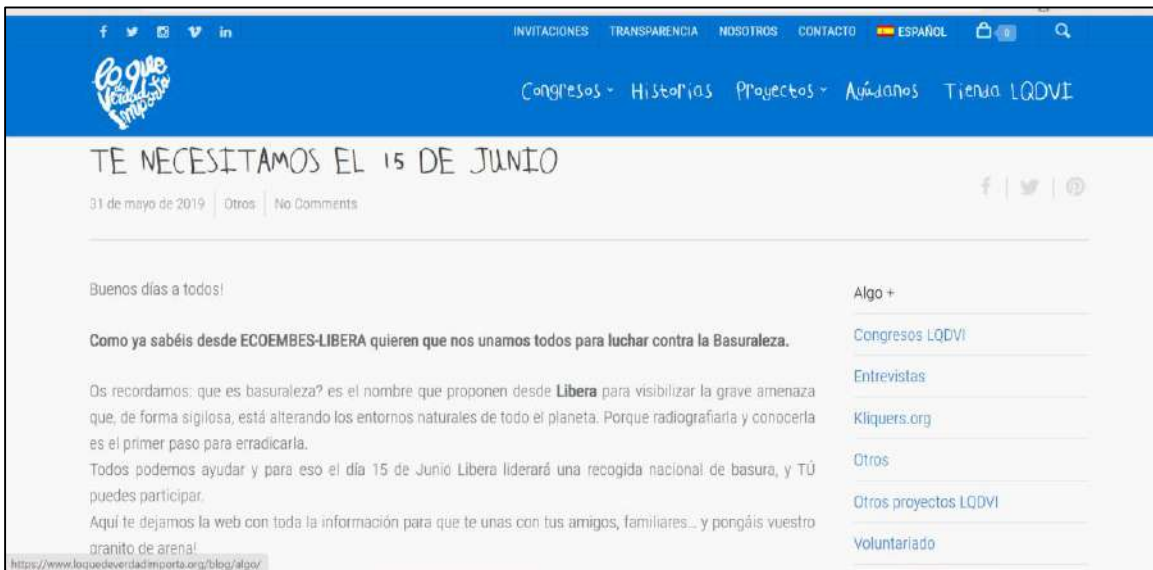 INVITACIONES TRANSPARENCIA NOSOTROS CONTACTO ESPAÑOL 0
lo que
de
Verdad
Importa
Congresos Historias Proyectos Ayúdanos Tienda LQDVI
TE NECESITAMOS EL 15 DE JUNIO
31 de mayo de 2019 Otros No Comments
Buenos días a todos!
Como ya sabéis desde ECOEMBES-LIBERA quieren que nos unamos todos para luchar contra la Basuraleza.
Os recordamos: que es basuraleza? es el nombre que proponen desde Libera para visibilizar la grave amenaza
que, de forma sigilosa, está alterando los entornos naturales de todo el planeta. Porque radiografiarla y conocerla
es el primer paso para erradicarla.
Todos podemos ayudar y para eso el día 15 de Junio Libera liderará una recogida nacional de basura, y TÚ
puedes participar.
Aquí te dejamos la web con toda la información para que te unas con tus amigos, familiares... y pongáis vuestro
granito de arena!
Algo +
Congresos LQDVI
Entrevistas
Kliquers.org
Otros
Otros proyectos LQDVI
Voluntariado
https://www.loquedeverdadimporta.org/blog/algo/